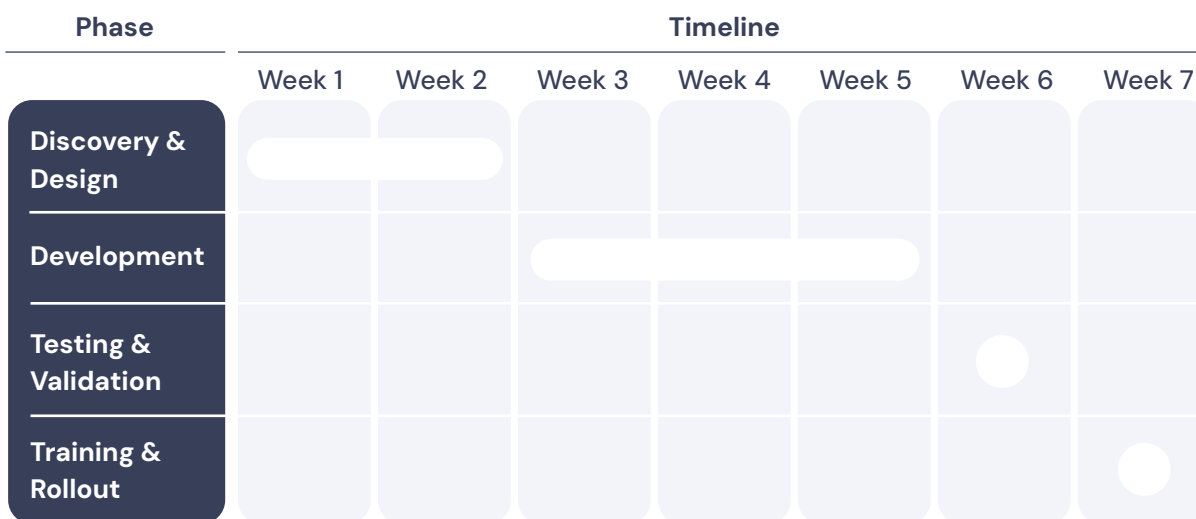 Phase
Timeline
Week 1
Week 2
Week 3
Week 4
Week 5
Week 6
Week 7
Discovery &
Design
Development
Testing &
Validation
Training &
Rollout